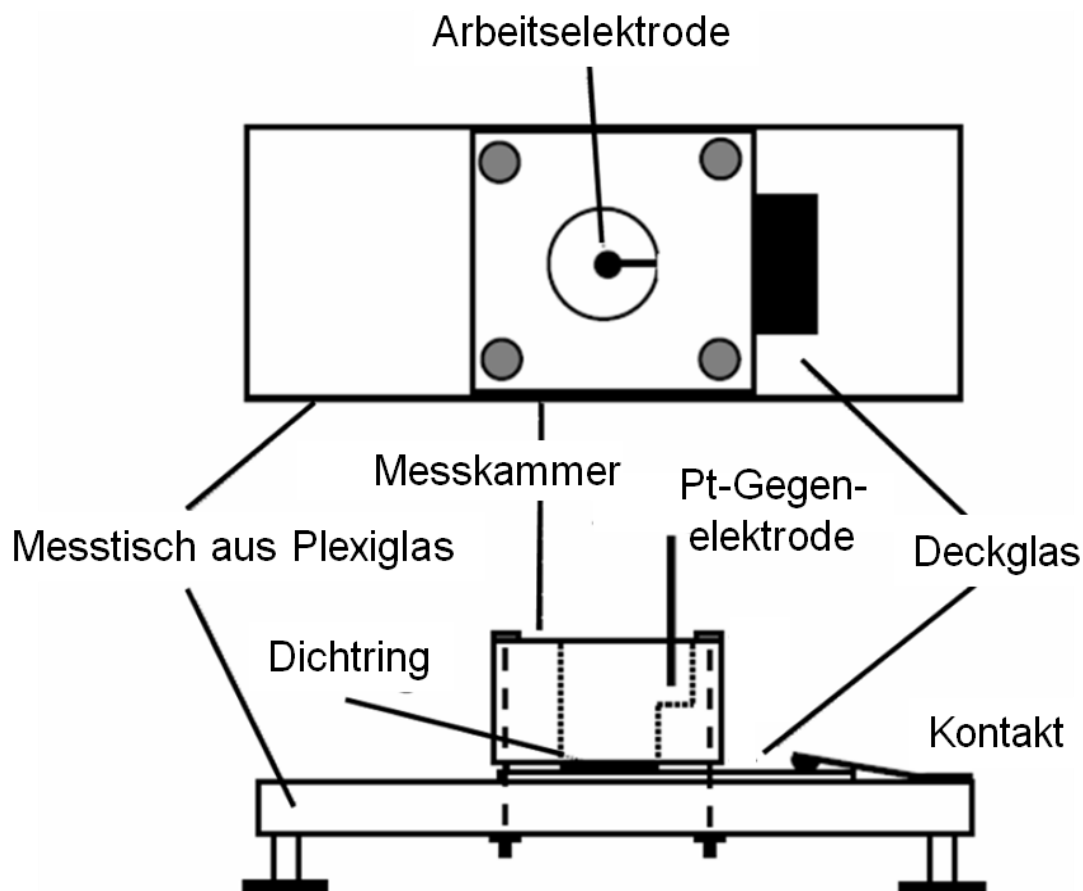 Arbeitselektrode
Messkammer
Pt-Gegen-
elektrode
Messtisch aus Plexiglas
Deckglas
Dichtring
Kontakt